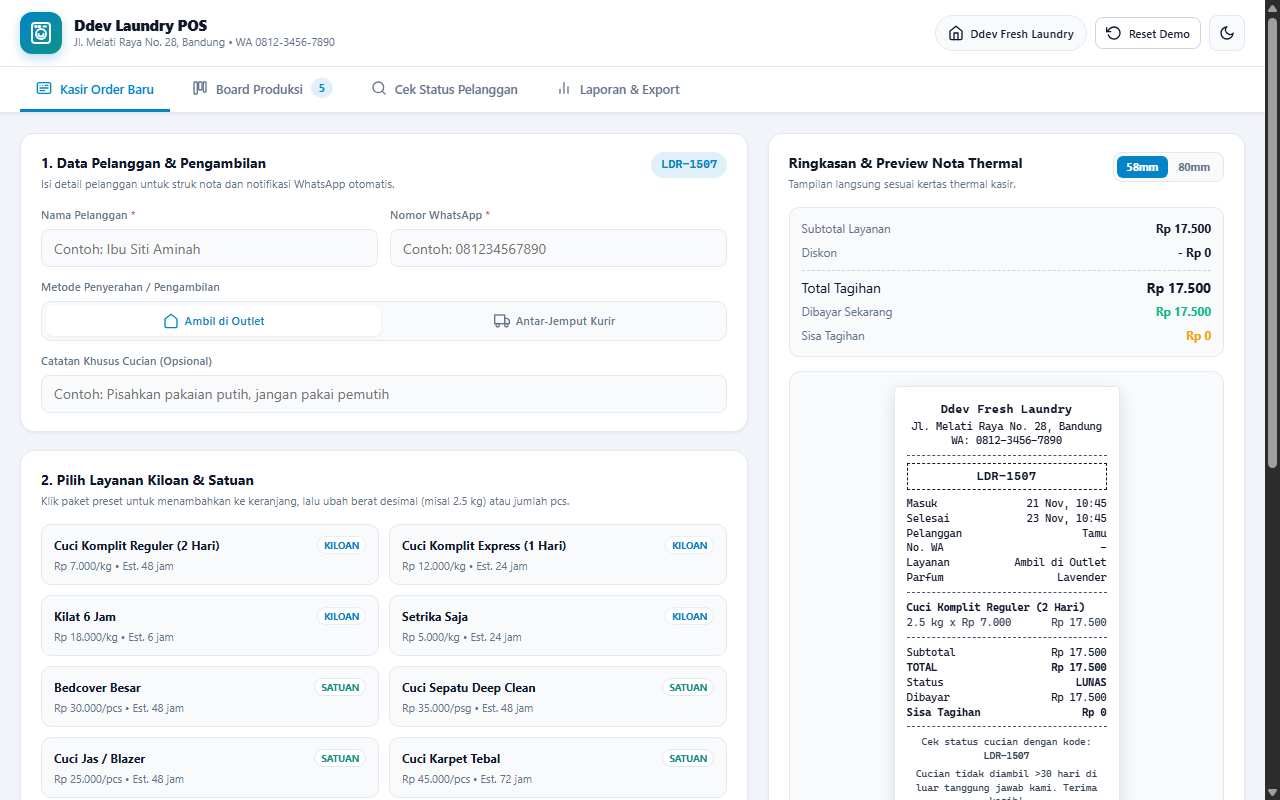 Ddev Laundry POS
Jl. Melati Raya No. 28, Bandung • WA 0812-3456-7890
Ddev Fresh Laundry
Reset Demo
Kasir Order Baru
Board Produksi 5
Cek Status Pelanggan
Laporan & Export
1. Data Pelanggan & Pengambilan
LDR-1507
Isi detail pelanggan untuk struk nota dan notifikasi WhatsApp otomatis.
Nama Pelanggan *
Nomor WhatsApp *
Contoh: Ibu Siti Aminah
Contoh: 081234567890
Metode Penyerahan / Pengambilan
Ambil di Outlet
Antar-Jemput Kurir
Catatan Khusus Cucian (Opsional)
Contoh: Pisahkan pakaian putih, jangan pakai pemutih
2. Pilih Layanan Kiloan & Satuan
Klik paket preset untuk menambahkan ke keranjang, lalu ubah berat desimal (misal 2.5 kg) atau jumlah pcs.
Cuci Komplit Reguler (2 Hari) KILOAN
Rp 7.000/kg • Est. 48 jam
Cuci Komplit Express (1 Hari) KILOAN
Rp 12.000/kg • Est. 24 jam
Kilat 6 Jam KILOAN
Rp 18.000/kg • Est. 6 jam
Setrika Saja KILOAN
Rp 5.000/kg • Est. 24 jam
Bedcover Besar SATUAN
Rp 30.000/pcs • Est. 48 jam
Cuci Sepatu Deep Clean SATUAN
Rp 35.000/psg • Est. 48 jam
Cuci Jas / Blazer SATUAN
Rp 25.000/pcs • Est. 48 jam
Cuci Karpet Tebal SATUAN
Rp 45.000/pcs • Est. 72 jam
Ringkasan & Preview Nota Thermal
58mm 80mm
Tampilan langsung sesuai kertas thermal kasir.
Subtotal Layanan Rp 17.500
Diskon - Rp 0
Total Tagihan Rp 17.500
Dibayar Sekarang Rp 17.500
Sisa Tagihan Rp 0
Ddev Fresh Laundry
Jl. Melati Raya No. 28, Bandung
WA: 0812-3456-7890
LDR-1507
Masuk 21 Nov, 10:45
Selesai 23 Nov, 10:45
Pelanggan Tamu
No. WA -
Layanan Ambil di Outlet
Parfum Lavender
Cuci Komplit Reguler (2 Hari)
2.5 kg x Rp 7.000 Rp 17.500
Subtotal Rp 17.500
TOTAL Rp 17.500
Status LUNAS
Dibayar Rp 17.500
Sisa Tagihan Rp 0
Cek status cucian dengan kode:
LDR-1507
Cucian tidak diambil >30 hari di
luar tanggung jawab kami. Terima